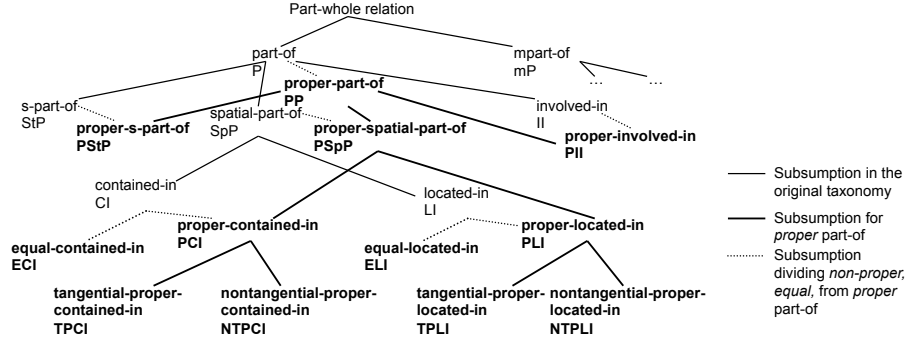 Part-whole relation
part-of
P
mpart-of
mP
... ...
proper-part-of
PP
s-part-of
StP
spatial-part-of
SpP
involved-in
II
proper-s-part-of
PStP
proper-spatial-part-of
PSpP
proper-involved-in
PII
contained-in
CI
located-in
LI
proper-contained-in
PCI
proper-located-in
PLI
equal-contained-in
ECI
equal-located-in
ELI
tangential-proper-
contained-in
TPCI
nontangential-proper-
contained-in
NTPCI
tangential-proper-
located-in
TPLI
nontangential-proper-
located-in
NTPLI
Subsumption in the
original taxonomy
Subsumption for
proper part-of
Subsumption
dividing non-proper,
equal, from proper
part-of